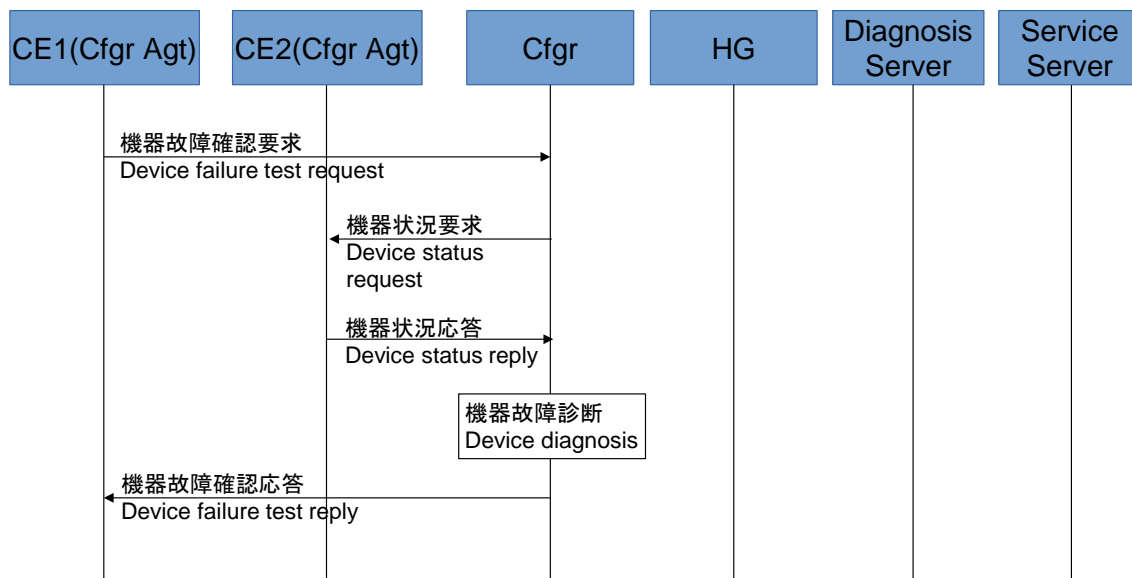 CE1(Cfgr Agt)
CE2(Cfgr Agt)
Cfgr
HG
Diagnosis
Server
Service
Server
機器故障確認要求
Device failure test request
機器状況要求
Device status
request
機器状況応答
Device status reply
機器故障診断
Device diagnosis
機器故障確認応答
Device failure test reply